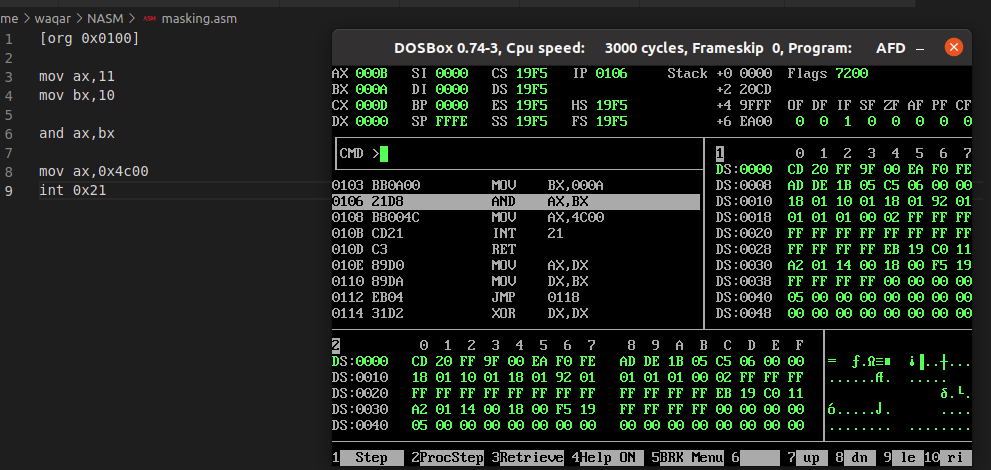 me > waqar > NASM > ASM masking.asm
1 [org 0x0100]
2
3 mov ax,11
4 mov bx,10
5
6 and ax,bx
7
8 mov ax,0x4c00
9 int 0x21
DOSBox 0.74-3, Cpu speed: 3000 cycles, Frameskip 0, Program: AFD
AX 000B SI 0000 CS 19F5 IP 0106 Stack +0 0000 Flags 7200
BX 000A DI 0000 DS 19F5 +2 20CD
CX 000D BP 0000 ES 19F5 HS 19F5 +4 9FFF OF DF IF SF ZF AF PF CF
DX 0000 SP FFFE SS 19F5 FS 19F5 +6 EA00 0 0 1 0 0 0 0 0
CMD >
0103 BB0A00 MOV BX,000A
0106 21D8 AND AX,BX
0108 B8004C MOV AX,4C00
010B CD21 INT 21
010D C3 RET
010E 89D0 MOV AX,DX
0110 89DA MOV DX,BX
0112 EB04 JMP 0118
0114 31D2 XOR DX,DX
1 0 1 2 3 4 5 6 7
DS:0000 CD 20 FF 9F 00 EA F0 FE
DS:0008 AD DE 1B 05 C5 06 00 00
DS:0010 18 01 10 01 18 01 92 01
DS:0018 01 01 01 00 02 FF FF FF
DS:0020 FF FF FF FF FF FF FF FF
DS:0028 FF FF FF FF EB 19 C0 11
DS:0030 A2 01 14 00 18 00 F5 19
DS:0038 FF FF FF FF 00 00 00 00
DS:0040 05 00 00 00 00 00 00 00
DS:0048 00 00 00 00 00 00 00 00
2 0 1 2 3 4 5 6 7 8 9 A B C D E F
DS:0000 CD 20 FF 9F 00 EA F0 FE AD DE 1B 05 C5 06 00 00
DS:0010 18 01 10 01 18 01 92 01 01 01 01 00 02 FF FF FF
DS:0020 FF FF FF FF FF FF FF FF FF FF FF FF EB 19 C0 11
DS:0030 A2 01 14 00 18 00 F5 19 FF FF FF FF 00 00 00 00
DS:0040 05 00 00 00 00 00 00 00 00 00 00 00 00 00 00 00
1 Step 2 ProcStep 3 Retrieve 4 Help ON 5 BRK Menu 6 7 up 8 dn 9 le 10 ri